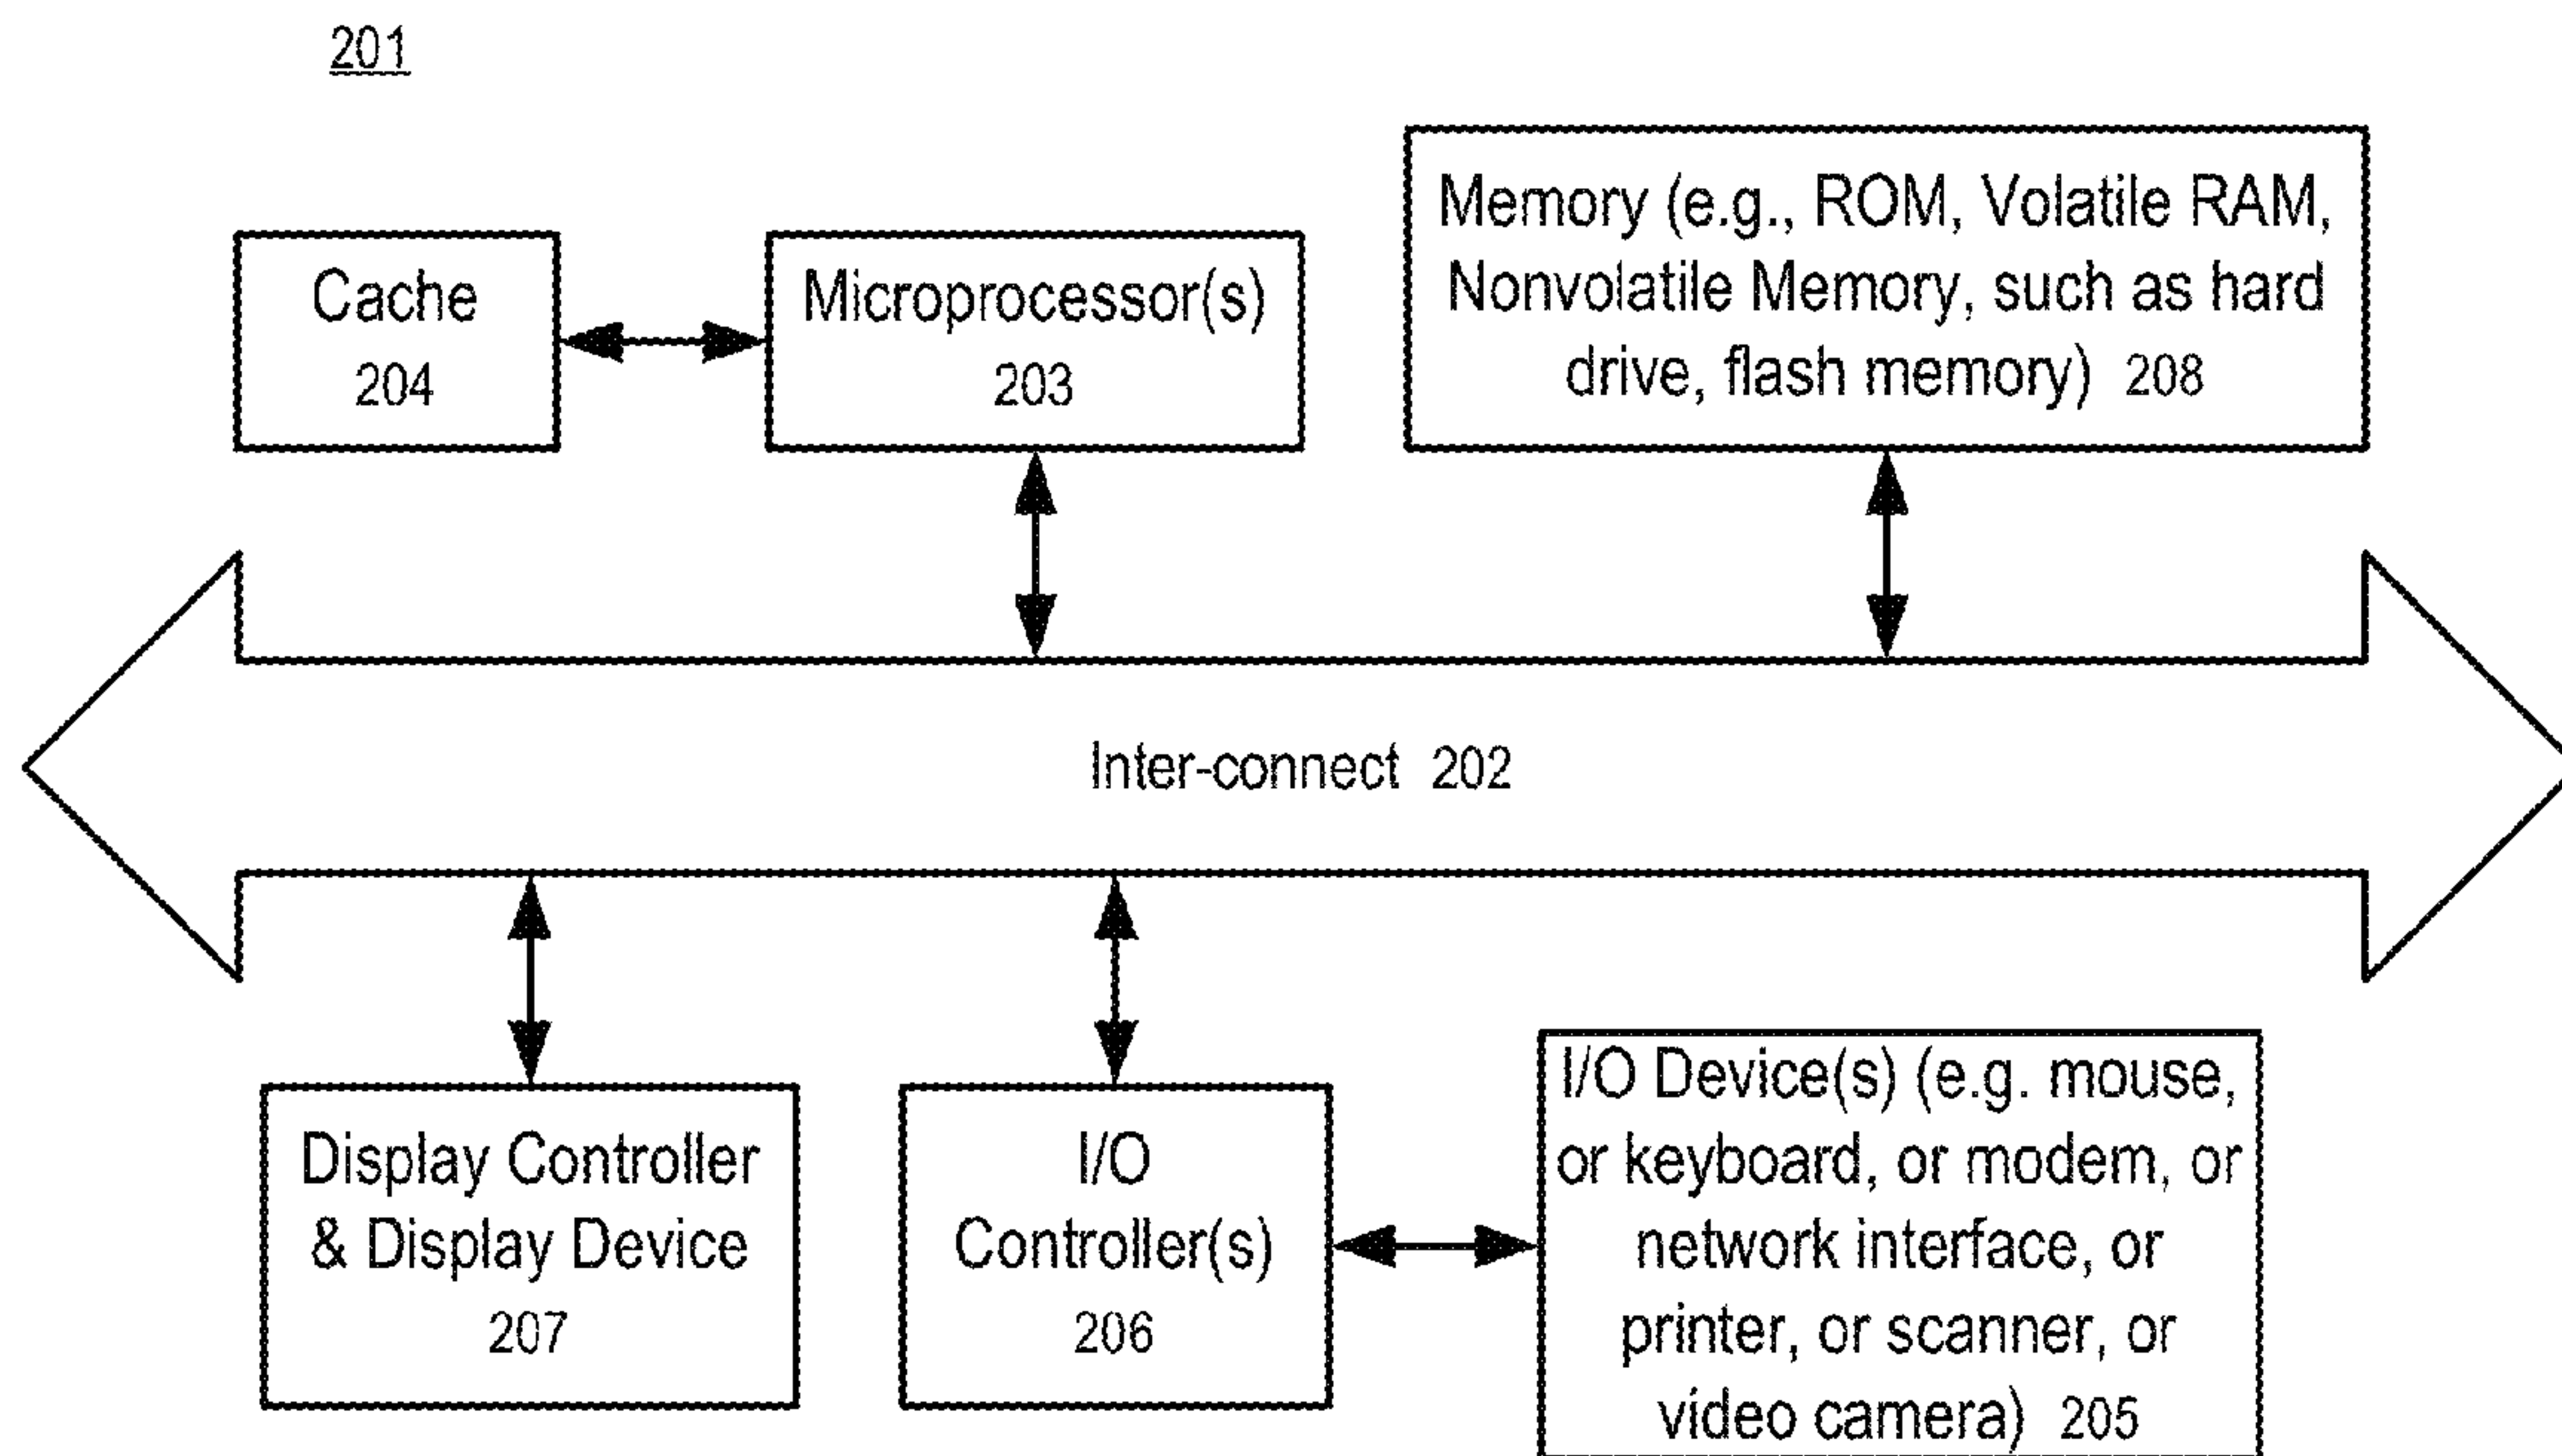 201
Cache
204
Microprocessor(s)
203
Memory (e.g., ROM, Volatile RAM,
Nonvolatile Memory, such as hard
drive, flash memory) 208
Inter-connect 202
Display Controller
& Display Device
207
I/O
Controller(s)
206
I/O Device(s) (e.g. mouse,
or keyboard, or modem, or
network interface, or
printer, or scanner, or
video camera) 205